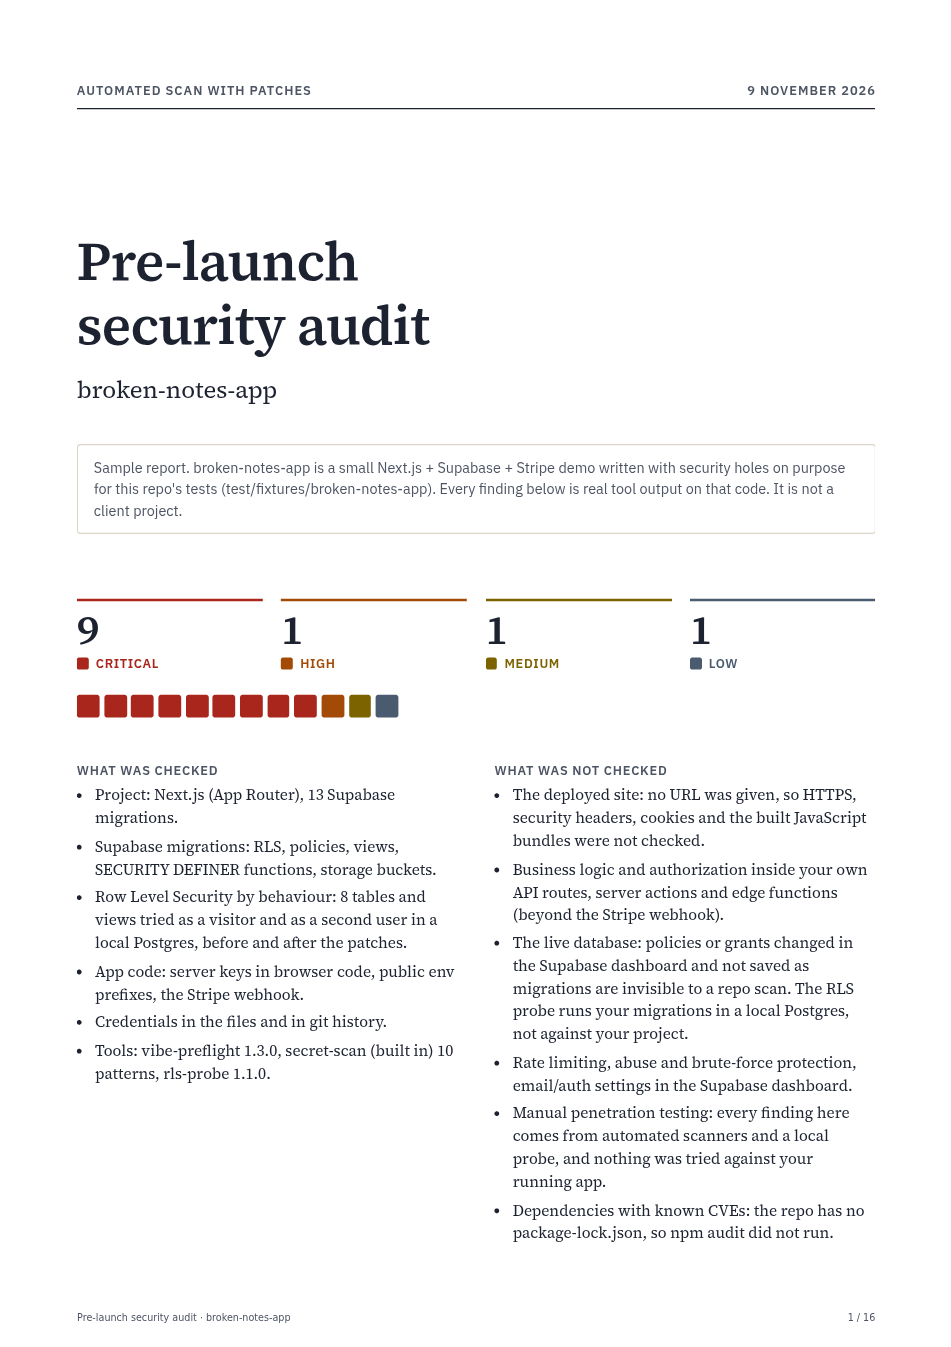 AUTOMATED SCAN WITH PATCHES
9 NOVEMBER 2026
Pre-launch
security audit
broken-notes-app
Sample report. broken-notes-app is a small Next.js + Supabase + Stripe demo written with security holes on purpose
for this repo's tests (test/fixtures/broken-notes-app). Every finding below is real tool output on that code. It is not a
client project.
9
CRITICAL
1
HIGH
1
MEDIUM
1
LOW
WHAT WAS CHECKED
• Project: Next.js (App Router), 13 Supabase
migrations.
• Supabase migrations: RLS, policies, views,
SECURITY DEFINER functions, storage buckets.
• Row Level Security by behaviour: 8 tables and
views tried as a visitor and as a second user in a
local Postgres, before and after the patches.
• App code: server keys in browser code, public env
prefixes, the Stripe webhook.
• Credentials in the files and in git history.
• Tools: vibe-preflight 1.3.0, secret-scan (built in) 10
patterns, rls-probe 1.1.0.
WHAT WAS NOT CHECKED
• The deployed site: no URL was given, so HTTPS,
security headers, cookies and the built JavaScript
bundles were not checked.
• Business logic and authorization inside your own
API routes, server actions and edge functions
(beyond the Stripe webhook).
• The live database: policies or grants changed in
the Supabase dashboard and not saved as
migrations are invisible to a repo scan. The RLS
probe runs your migrations in a local Postgres,
not against your project.
• Rate limiting, abuse and brute-force protection,
email/auth settings in the Supabase dashboard.
• Manual penetration testing: every finding here
comes from automated scanners and a local
probe, and nothing was tried against your
running app.
• Dependencies with known CVEs: the repo has no
package-lock.json, so npm audit did not run.
Pre-launch security audit · broken-notes-app
1 / 16